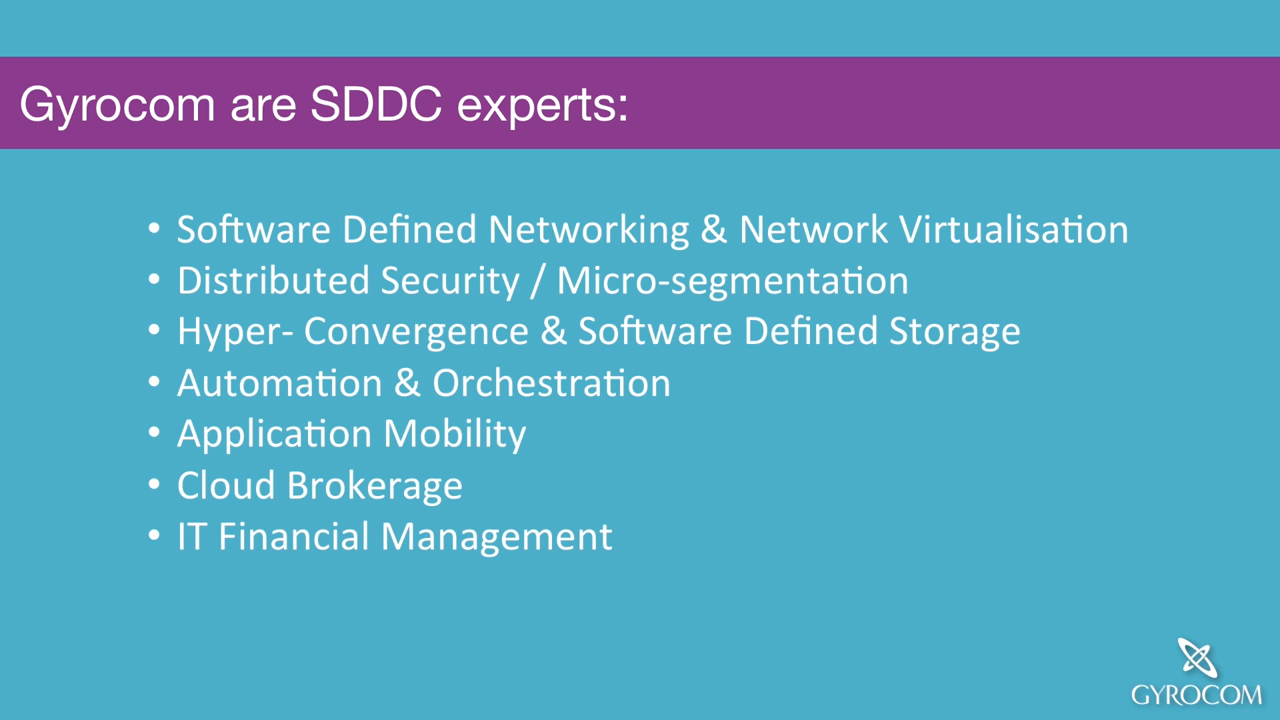 Gyrocom are SDDC experts:
• Software Defined Networking & Network Virtualisation
• Distributed Security / Micro-segmentation
• Hyper- Convergence & Software Defined Storage
• Automation & Orchestration
• Application Mobility
• Cloud Brokerage
• IT Financial Management
GYROCOM